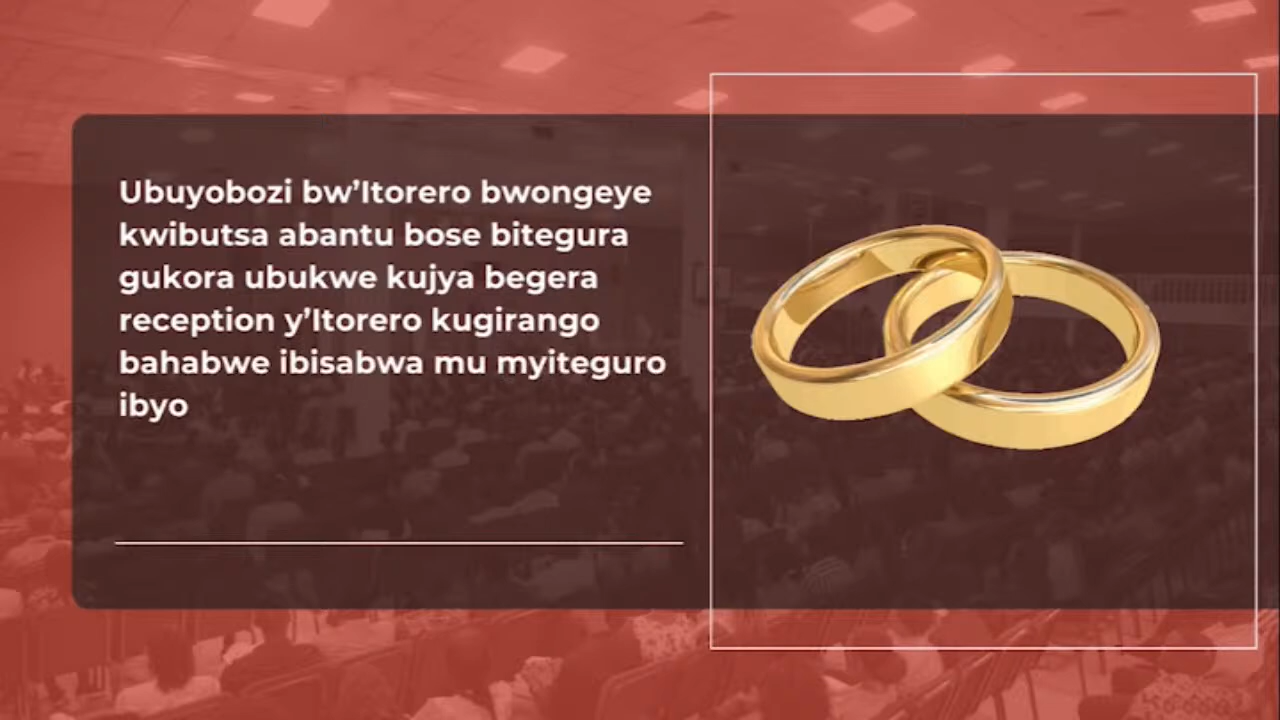 Ubuyobozi bw’Itorero bwongeye
kwibutsa abantu bose bitegura
gukora ubukwe kujya begera
reception y’Itorero kugirango
bahabwe ibisabwa mu myiteguro
ibyo